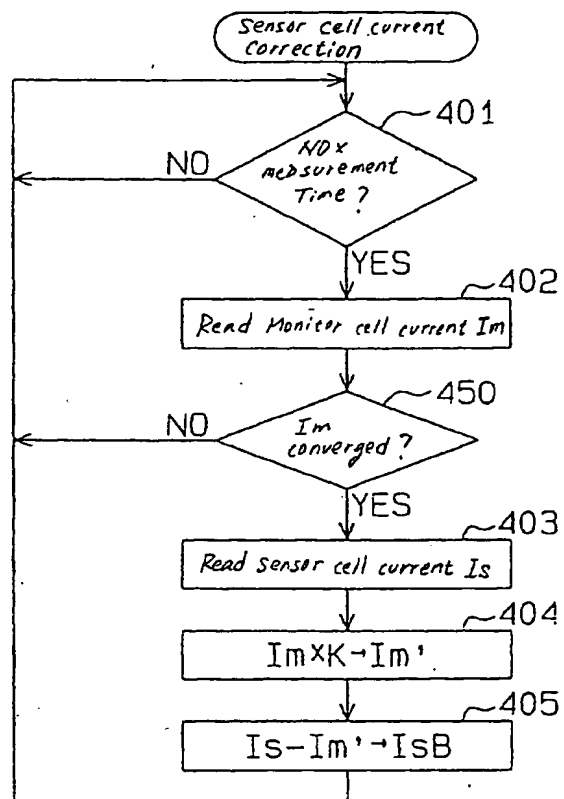 Sensor cell current
Correction
401
NOx
measurement
Time?
NO
YES
402
Read Monitor cell current Im
450
Im
converged?
NO
YES
403
Read Sensor cell current Is
404
Im×K→Im'
405
Is-Im'→IsB